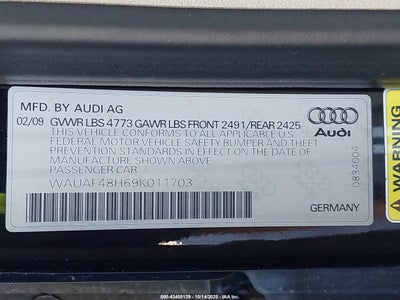 MFD. BY AUDI AG
02/09 GVWR LBS 4773 GAWR LBS FRONT 2491/REAR 2425
THIS VEHICLE CONFORMS TO ALL APPLICABLE U.S.
FEDERAL MOTOR VEHICLE SAFETY BUMPER AND THEFT
PREVENTION STANDARDS IN EFFECT ON THE DATE
OF MANUFACTURE SHOWN ABOVE
PASSENGER CAR
WAUAF48H69K011703
Audi
0834004
GERMANY
000-43455129 - 10/14/2025 - IAA Inc.